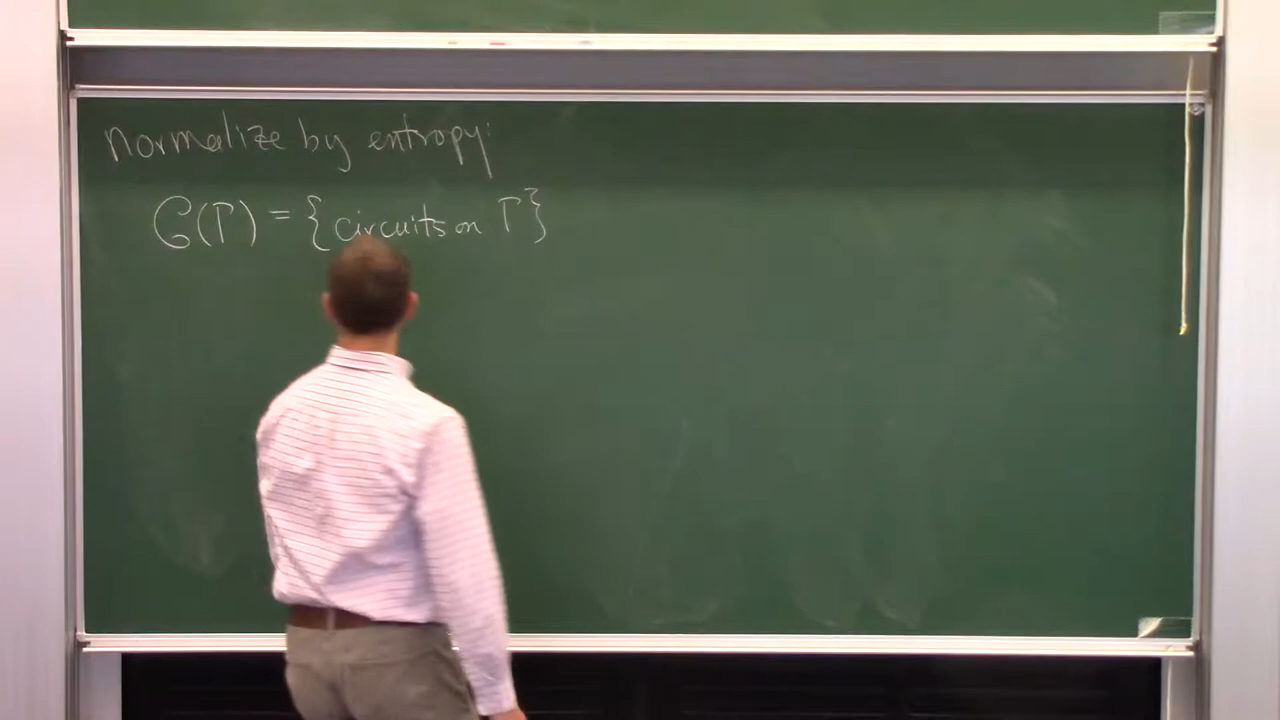 normalize by entropy:
C(Γ) = {circuits on Γ}